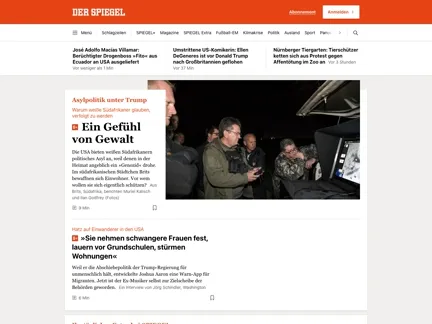 DER SPIEGEL
Abonnement
Anmelden
Menü Schlagzeilen SPIEGEL+ Magazine SPIEGEL Extra Fußball-EM Klimakrise Politik Ausland Sport
José Adolfo Macías Villamar:
Berüchtigter Drogenboss »Fito« aus
Ecuador an USA ausgeliefert
Vor weniger als 1 Min
Umstrittene US-Komikerin: Ellen
DeGeneres ist vor Donald Trump
nach Großbritannien geflohen
Vor 27 Min
Nürnberger Tiergarten: Tierschützer
ketten sich aus Protest gegen
Affentötung im Zoo an Vor 3 Stunden
Asylpolitik unter Trump
Warum weiße Südafrikaner glauben,
verfolgt zu werden
Ein Gefühl
von Gewalt
Die USA bieten weißen Südafrikanern
politisches Asyl an, weil denen in der
Heimat angeblich ein »Genozid« drohe.
Im südafrikanischen Städtchen Brits
bewaffnen sich Einwohner. Vor wem
wollen sie sich eigentlich schützen? Aus
Brits, Südafrika, berichten Muriel Kalisch
und Ilan Godfrey (Fotos)
9 Min
Hatz auf Einwanderer in den USA
»Sie nehmen schwangere Frauen fest,
lauern vor Grundschulen, stürmen
Wohnungen«
Weil er die Abschiebepolitik der Trump-Regierung für
unmenschlich hält, entwickelte Joshua Aaron eine Warn-App für
Migranten. Jetzt ist der Ex-Musiker selbst zur Zielscheibe der
Behörden geworden. Ein Interview von Jörg Schindler, Washington
6 Min